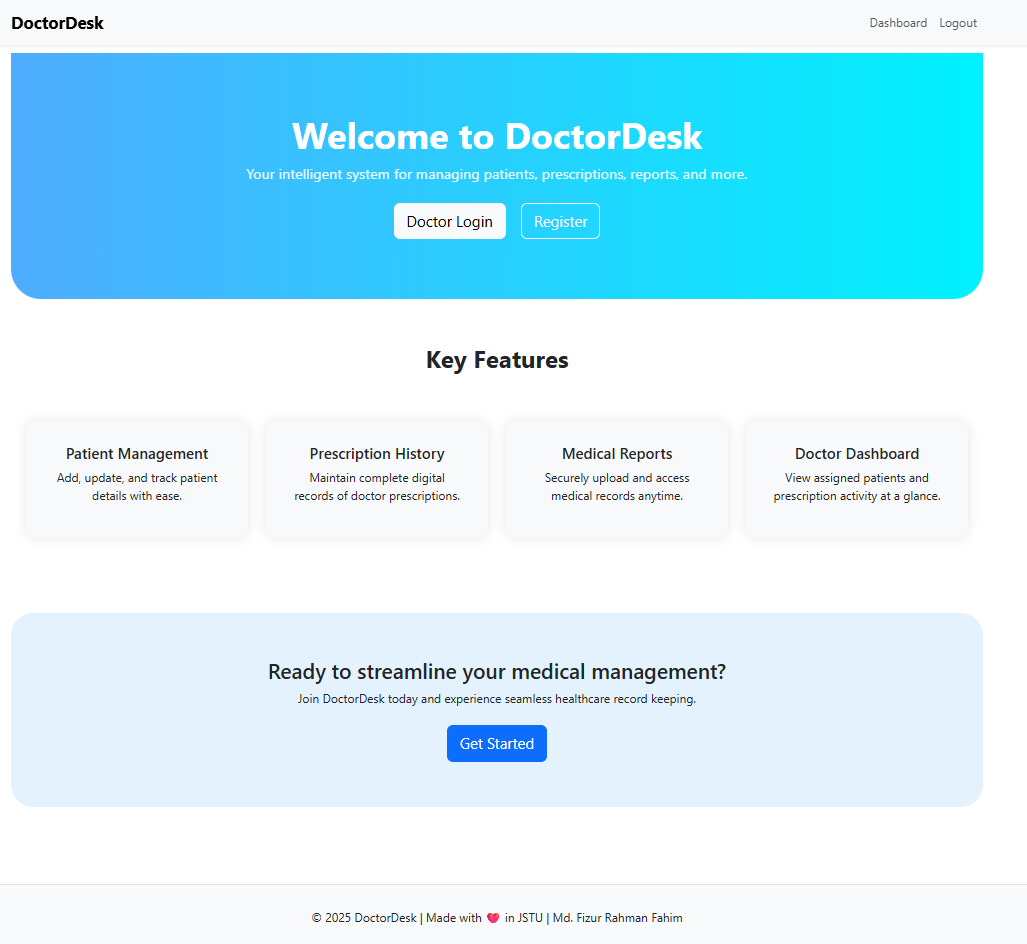 DoctorDesk
Dashboard Logout
Welcome to DoctorDesk
Your intelligent system for managing patients, prescriptions, reports, and more.
Doctor Login Register
Key Features
Patient Management
Add, update, and track patient
details with ease.
Prescription History
Maintain complete digital
records of doctor prescriptions.
Medical Reports
Securely upload and access
medical records anytime.
Doctor Dashboard
View assigned patients and
prescription activity at a glance.
Ready to streamline your medical management?
Join DoctorDesk today and experience seamless healthcare record keeping.
Get Started
© 2025 DoctorDesk | Made with ❤️ in JSTU | Md. Fizur Rahman Fahim